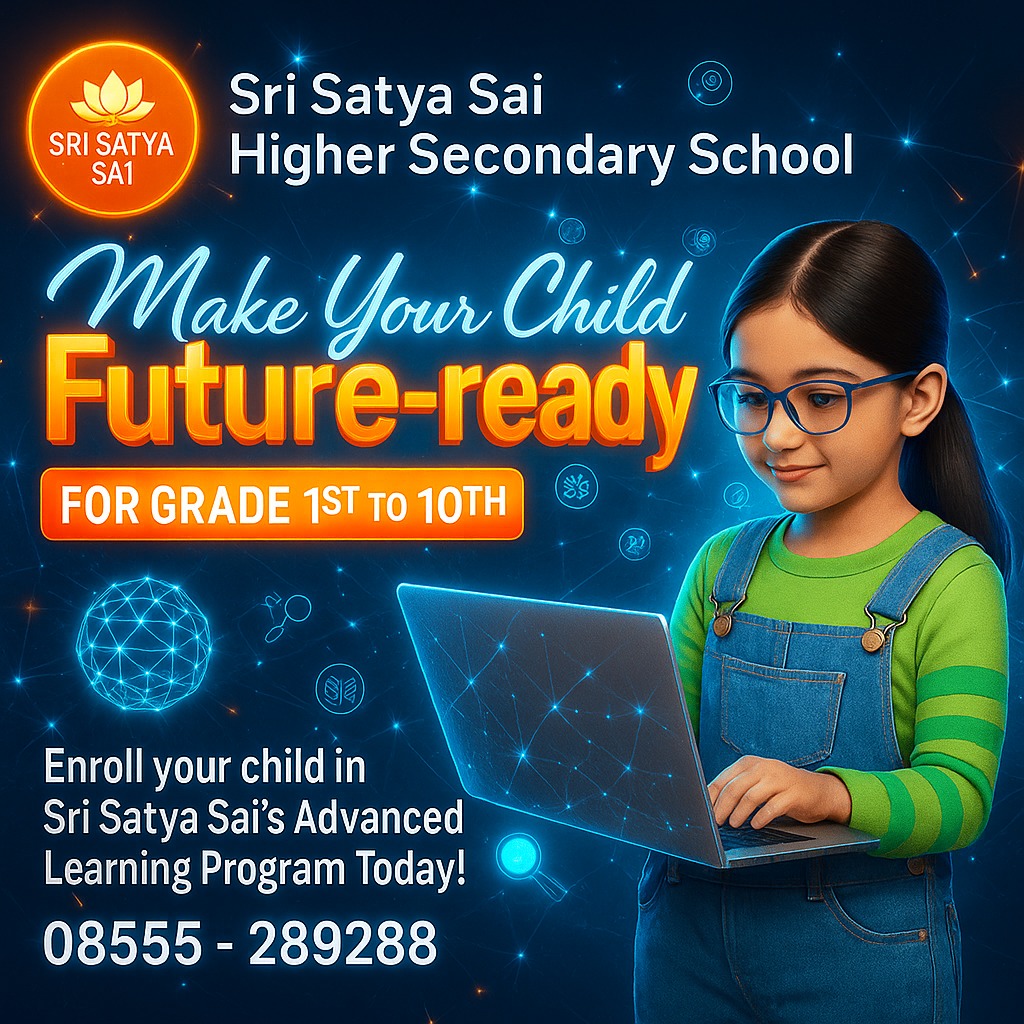 SRI SATYA
SA1
Sri Satya Sai
Higher Secondary School
Make Your Child
Future-ready
FOR GRADE 1ST TO 10TH
Enroll your child in
Sri Satya Sai's Advanced
Learning Program Today!
08555 - 289288